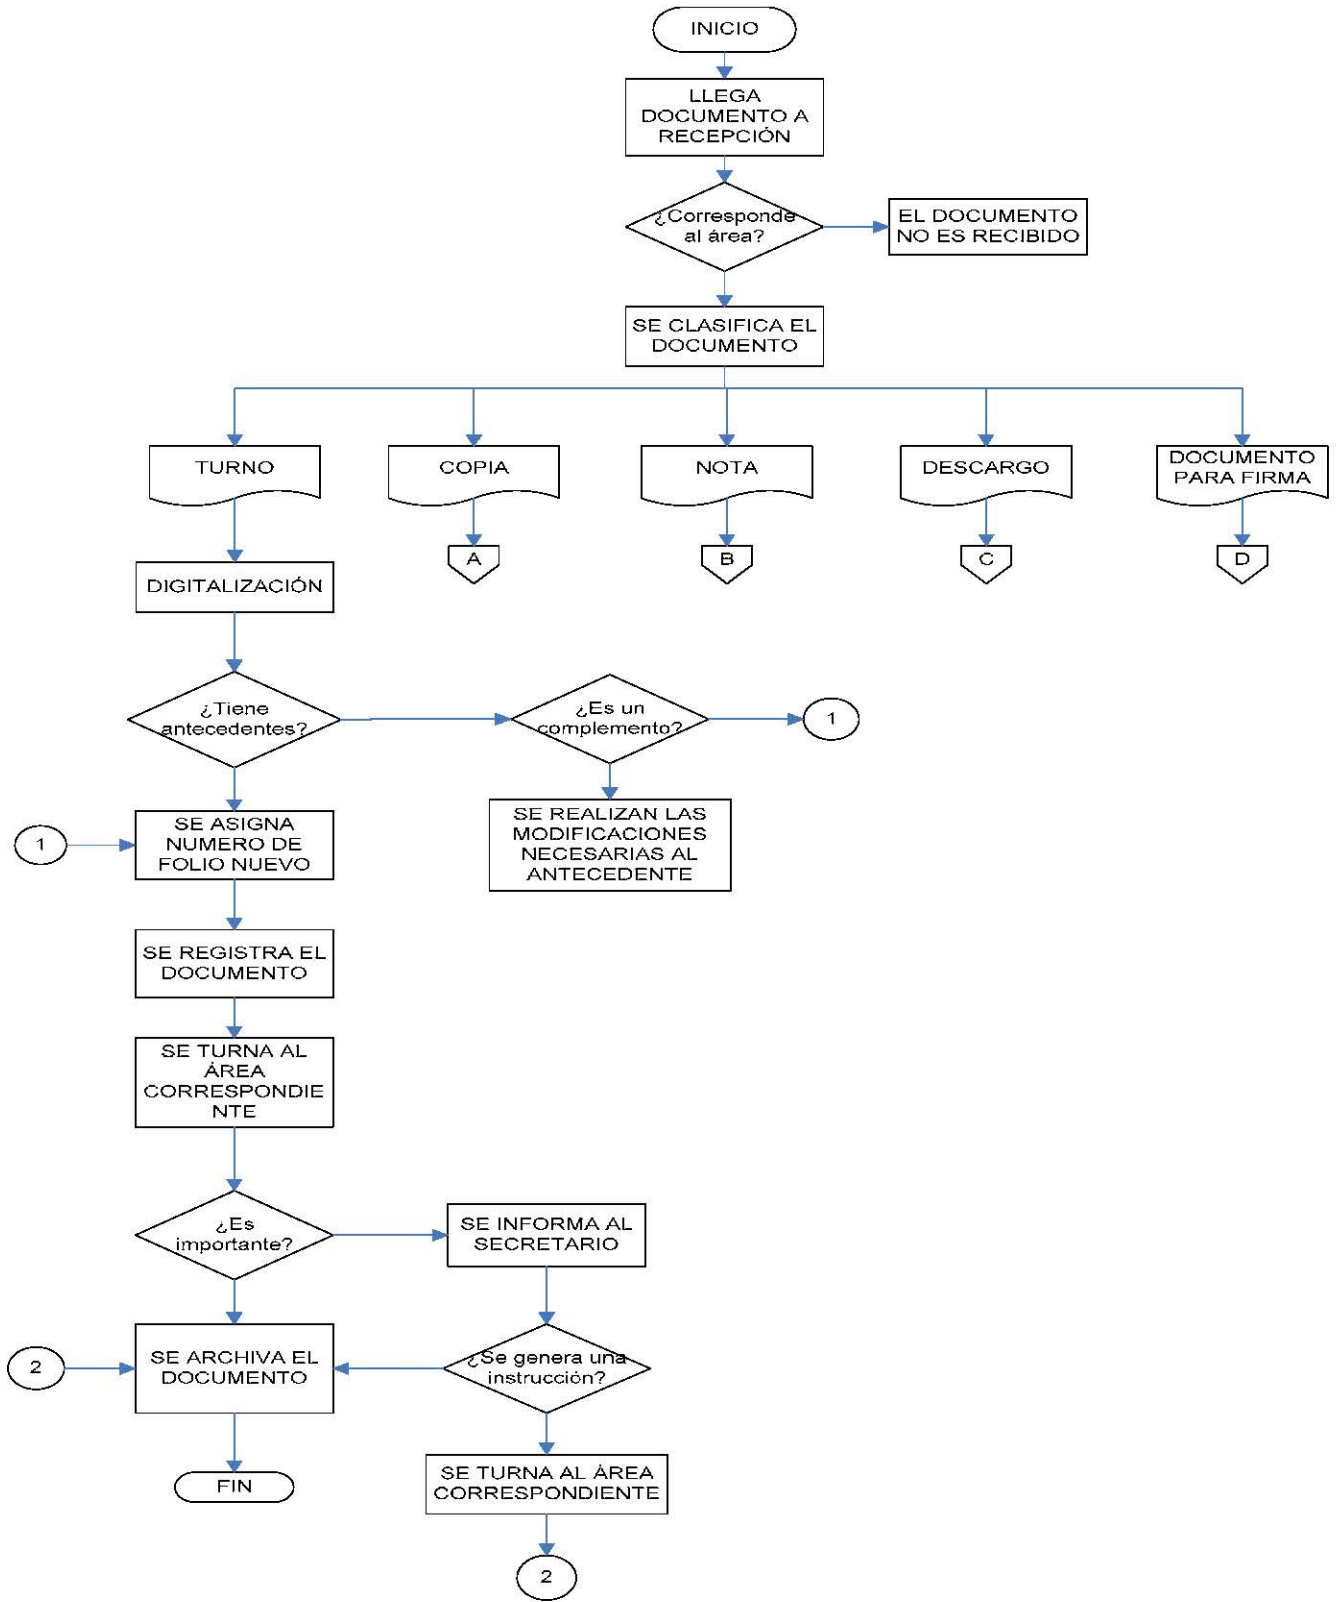 INICIO
LLEGA
DOCUMENTO A
RECEPCIÓN
¿Corresponde
al área?
EL DOCUMENTO
NO ES RECIBIDO
SE CLASIFICA EL
DOCUMENTO
TURNO
COPIA
NOTA
DESCARGO
DOCUMENTO
PARA FIRMA
A
B
C
D
DIGITALIZACIÓN
¿Tiene
antecedentes?
¿Es un
complemento?
1
SE REALIZAN LAS
MODIFICACIONES
NECESARIAS AL
ANTECEDENTE
1
SE ASIGNA
NUMERO DE
FOLIO NUEVO
SE REGISTRA EL
DOCUMENTO
SE TURNA AL
ÁREA
CORRESPONDIE
NTE
¿Es
importante?
SE INFORMA AL
SECRETARIO
2
SE ARCHIVA EL
DOCUMENTO
¿Se genera una
instrucción?
FIN
SE TURNA AL ÁREA
CORRESPONDIENTE
2